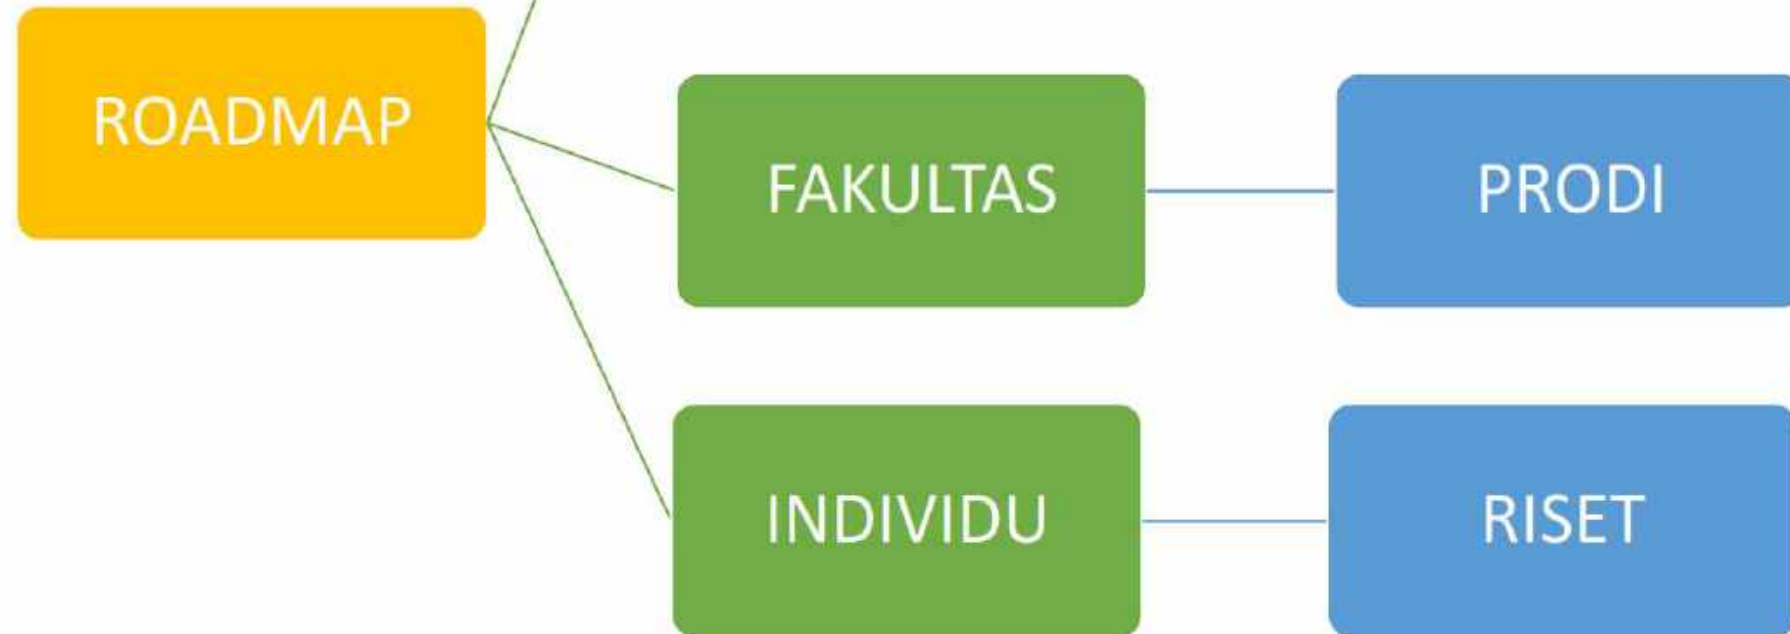 ROADMAP
FAKULTAS
PRODI
INDIVIDU
RISET